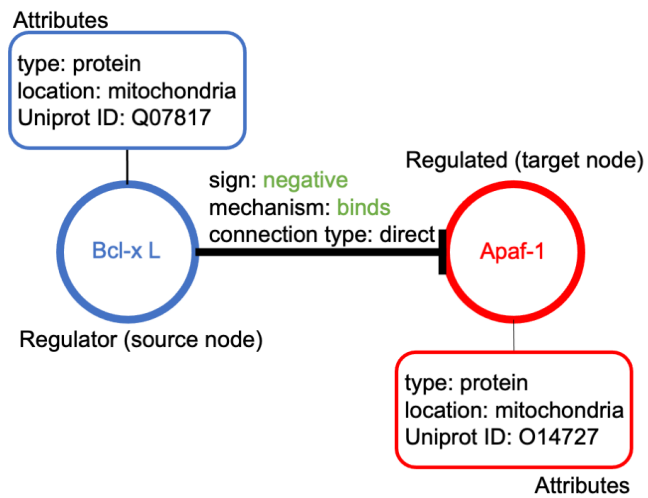 Attributes
type: protein
location: mitochondria
Uniprot ID: Q07817
Regulated (target node)
sign: negative
mechanism: binds
connection type: direct
Bcl-x L
Apaf-1
Regulator (source node)
type: protein
location: mitochondria
Uniprot ID: O14727
Attributes